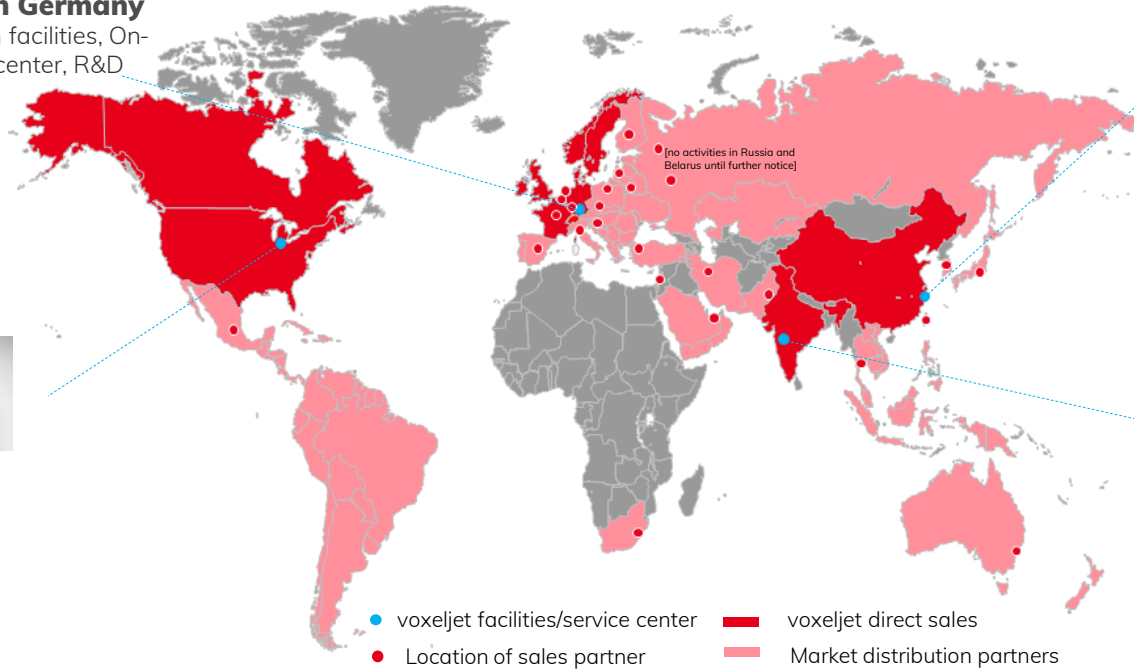 n Germany
n facilities, On-
center, R&D
[no activities in Russia and
Belarus until further notice]
voxeljet facilities/service center
voxeljet direct sales
Location of sales partner
Market distribution partners